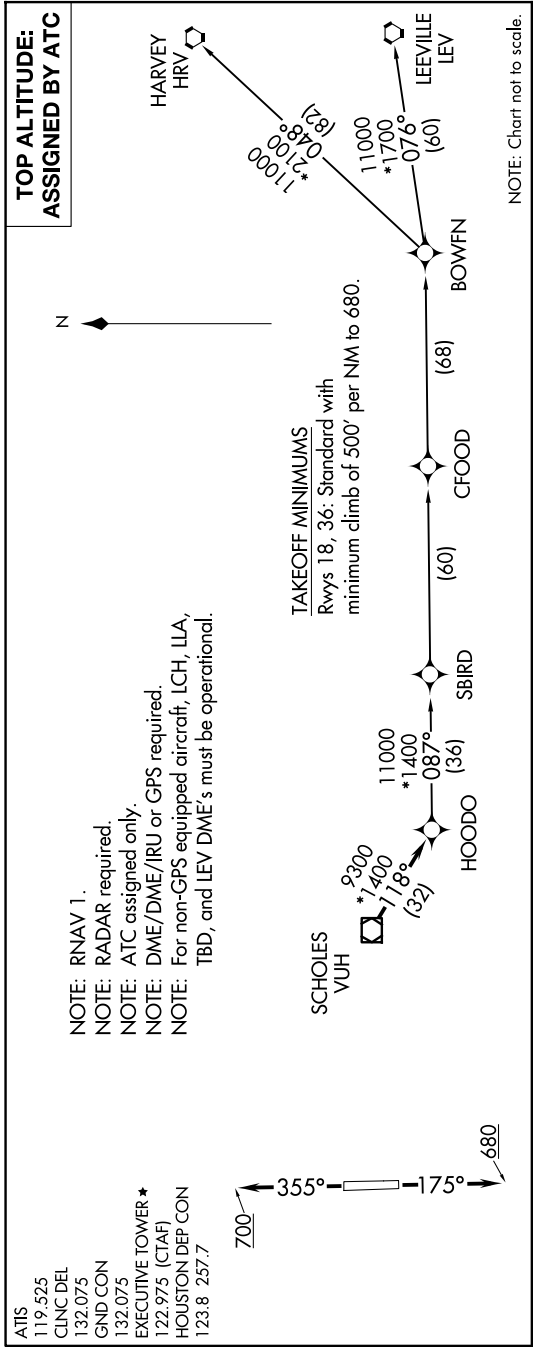 TOP ALTITUDE:
ASSIGNED BY ATC
ATIS
119.525
CLNC DEL
132.075
GND CON
132.075
EXECUTIVE TOWER ★
122.975 (CTAF)
HOUSTON DEP CON
123.8 257.7
NOTE: RNAV 1.
NOTE: RADAR required.
NOTE: ATC assigned only.
NOTE: DME/DME/IRU or GPS required.
NOTE: For non-GPS equipped aircraft, LCH, LLA,
TBD, and LEV DME's must be operational.
N
TAKEOFF MINIMUMS
Rwys 18, 36: Standard with
minimum climb of 500' per NM to 680.
700
355°
175°
680
SCHOLES
VUH
9300
*1400
118°
(32)
HOODO
11000
*1400
087°
(36)
SBIRD
(60)
CFOOD
(68)
BOWFN
11000
*2100
048°
(82)
HARVEY
HRV
11000
*1700
076°
(60)
LEEVILLE
LEV
NOTE: Chart not to scale.